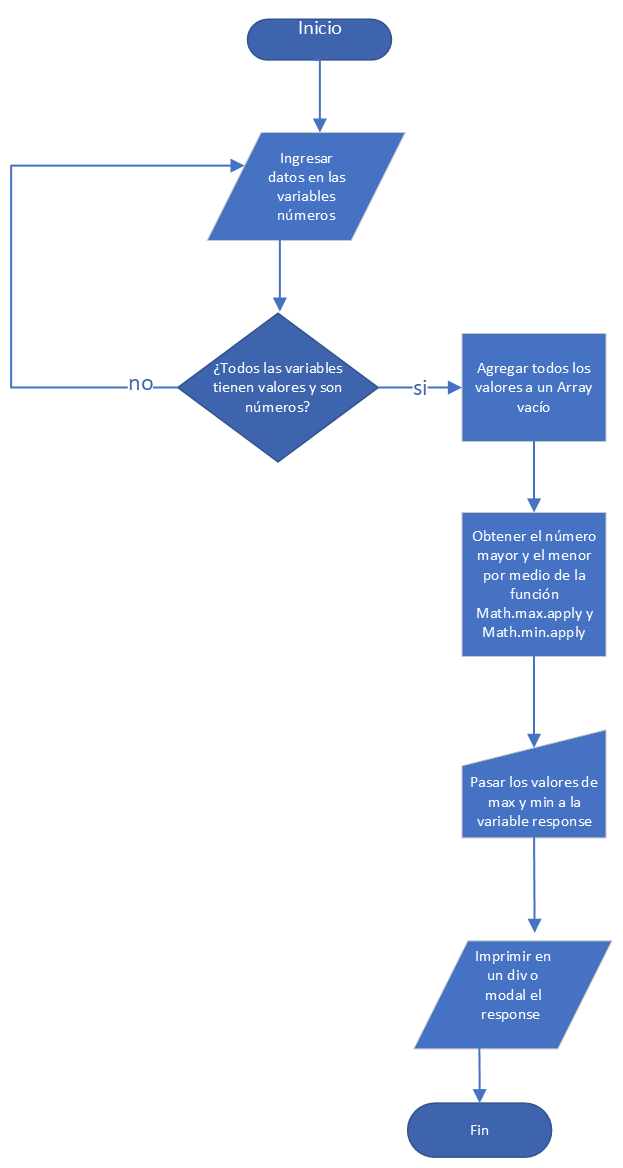 Inicio
Ingresar
datos en las
variables
números
¿Todos las variables
tienen valores y son
números?
no
si
Agregar todos los
valores a un Array
vacío
Obtener el número
mayor y el menor
por medio de la
función
Math.max.apply y
Math.min.apply
Pasar los valores de
max y min a la
variable response
Imprimir en
un div o
modal el
response
Fin